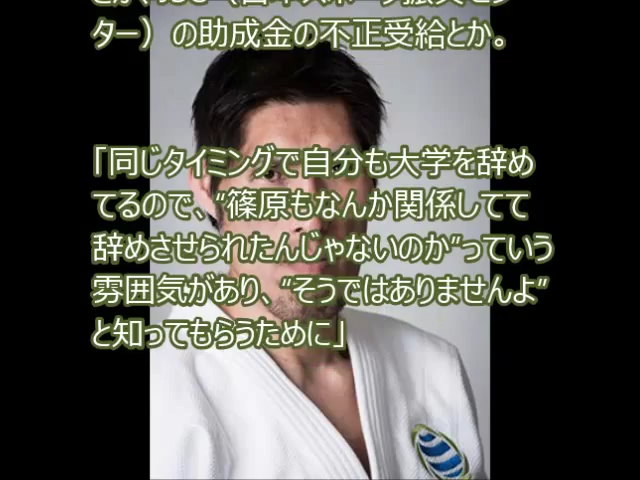 ター）の助成金の不正受給とか。
「同じタイミングで自分も大学を辞め
てるので、“篠原もなんか関係してて
辞めさせられたんじゃないのか”っていう
雰囲気があり、“そうではありませんよ”
と知ってもらうために」